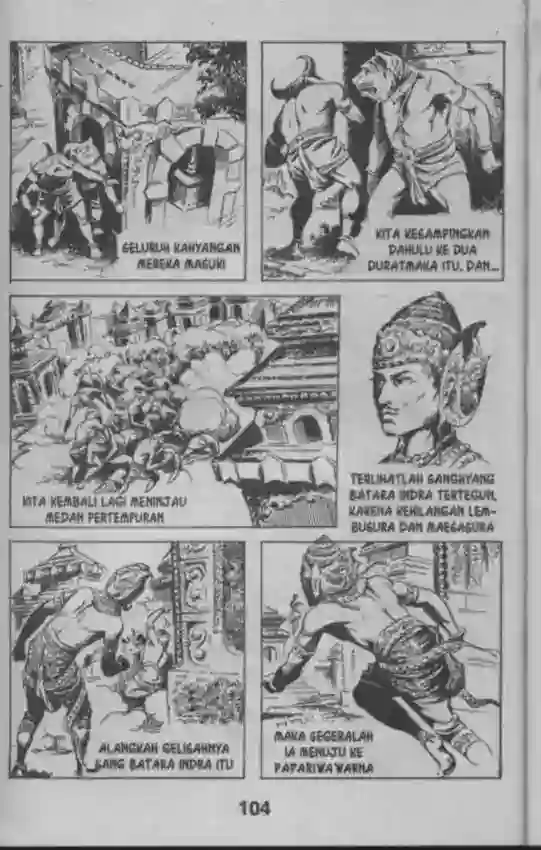 SELURUH KAHYANGAN
MEREKA MASUKI
KITA KESAMPINGKAN
DAHULU KE DUA
DURATMAKA ITU. DAN...
KITA KEMBALI LAGI MENINJAU
MEDAN PERTEMPURAN
TERLIHATLAH SANGHYANG
BATARA INDRA TERTEGUN,
KARENA KEHILANGAN LEM-
BUSURA DAN MAESASURA
ALANGKAH GELISAHNYA
SANG BATARA INDRA ITU
MAKA SEGERALAH
IA MENUJU KE
PAPARIWAWARNA
104